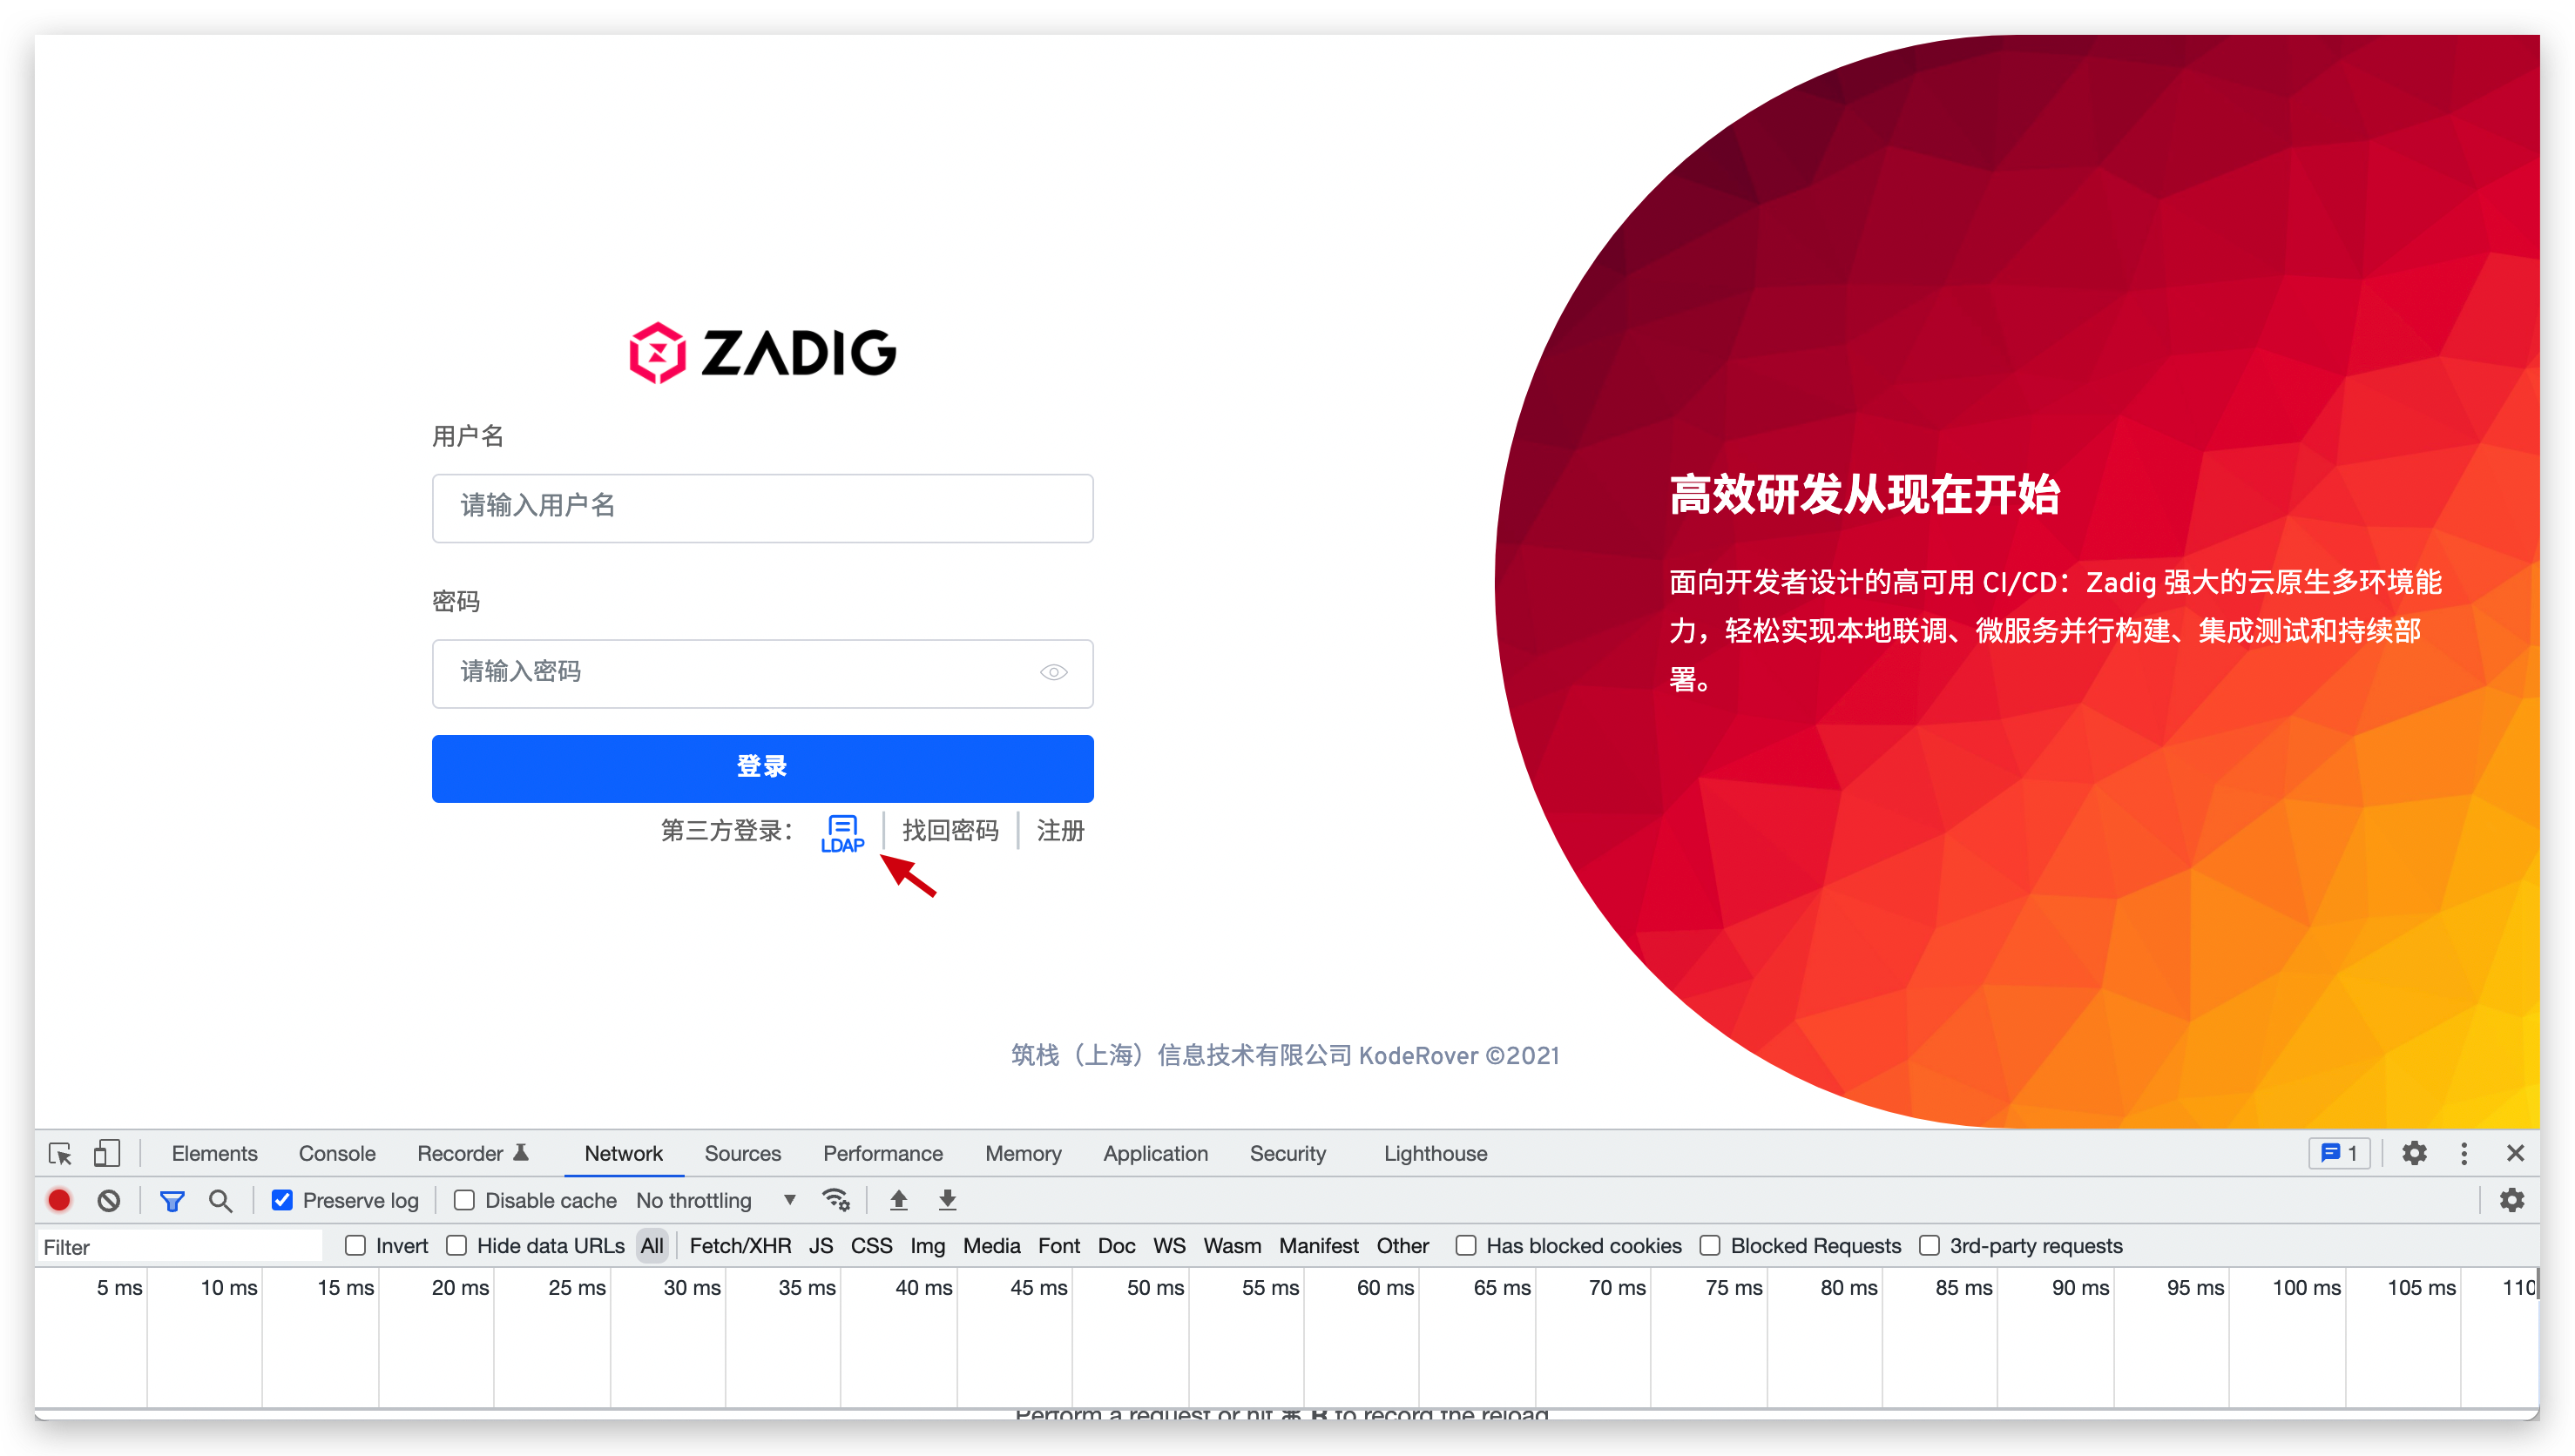 ZADIG
用户名
请输入用户名
密码
请输入密码
登录
第三方登录： LDAP 找回密码 注册
高效研发从现在开始
面向开发者设计的高可用 CI/CD：Zadig 强大的云原生多环境能
力，轻松实现本地联调、微服务并行构建、集成测试和持续部
署。
筑栈（上海）信息技术有限公司 KodeRover ©2021
Elements Console Recorder Network Sources Performance Memory Application Security Lighthouse 1
Preserve log Disable cache No throttling
Filter Invert Hide data URLs All Fetch/XHR JS CSS Img Media Font Doc WS Wasm Manifest Other Has blocked cookies Blocked Requests 3rd-party requests
5 ms 10 ms 15 ms 20 ms 25 ms 30 ms 35 ms 40 ms 45 ms 50 ms 55 ms 60 ms 65 ms 70 ms 75 ms 80 ms 85 ms 90 ms 95 ms 100 ms 105 ms 110
Perform a request or hit ⌘ R to record the reload.